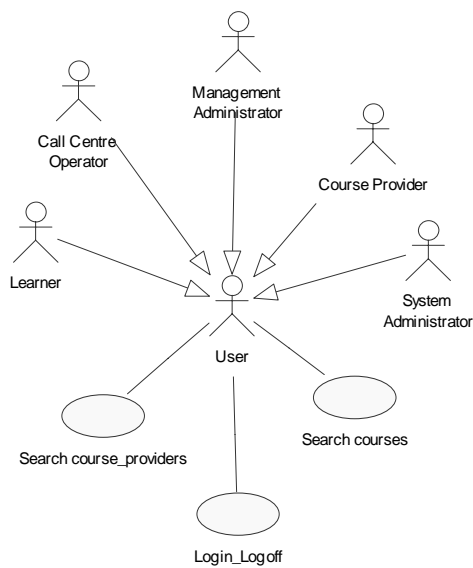 Management
Administrator
Call Centre
Operator
Course Provider
Learner
System
Administrator
User
Search courses
Search course_providers
Login_Logoff